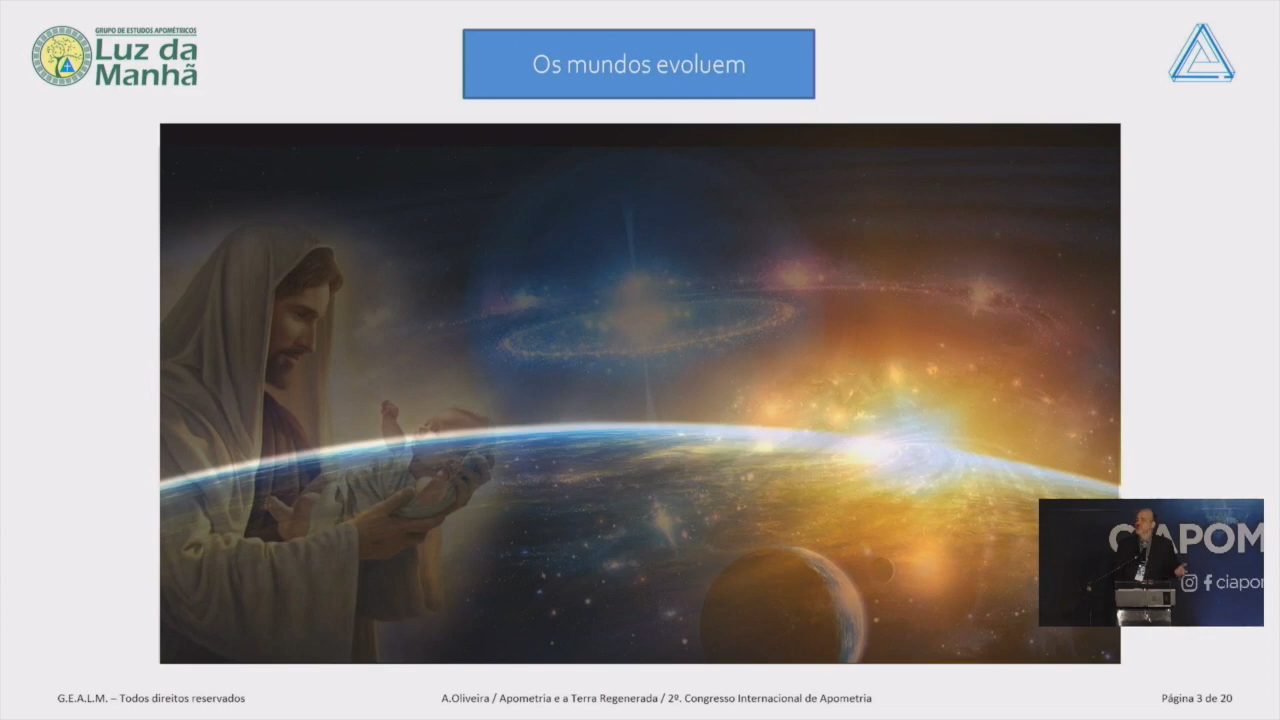 GRUPO DE ESTUDOS APOMÉTRICOS
Luz da
Manhã
Os mundos evoluem
CIAPOM
ciapor
G.E.A.L.M. – Todos direitos reservados
A.Oliveira / Apometria e a Terra Regenerada / 2º. Congresso Internacional de Apometria
Página 3 de 20